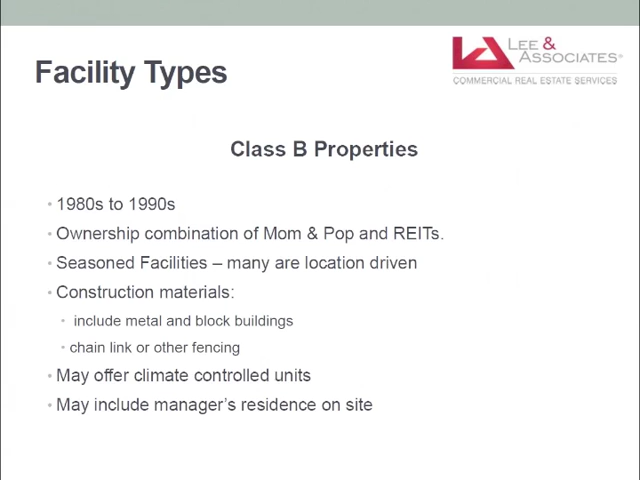 LEE &
ASSOCIATES
COMMERCIAL REAL ESTATE SERVICES
Facility Types
Class B Properties
• 1980s to 1990s
• Ownership combination of Mom & Pop and REITs.
• Seasoned Facilities – many are location driven
• Construction materials:
• include metal and block buildings
• chain link or other fencing
• May offer climate controlled units
• May include manager's residence on site